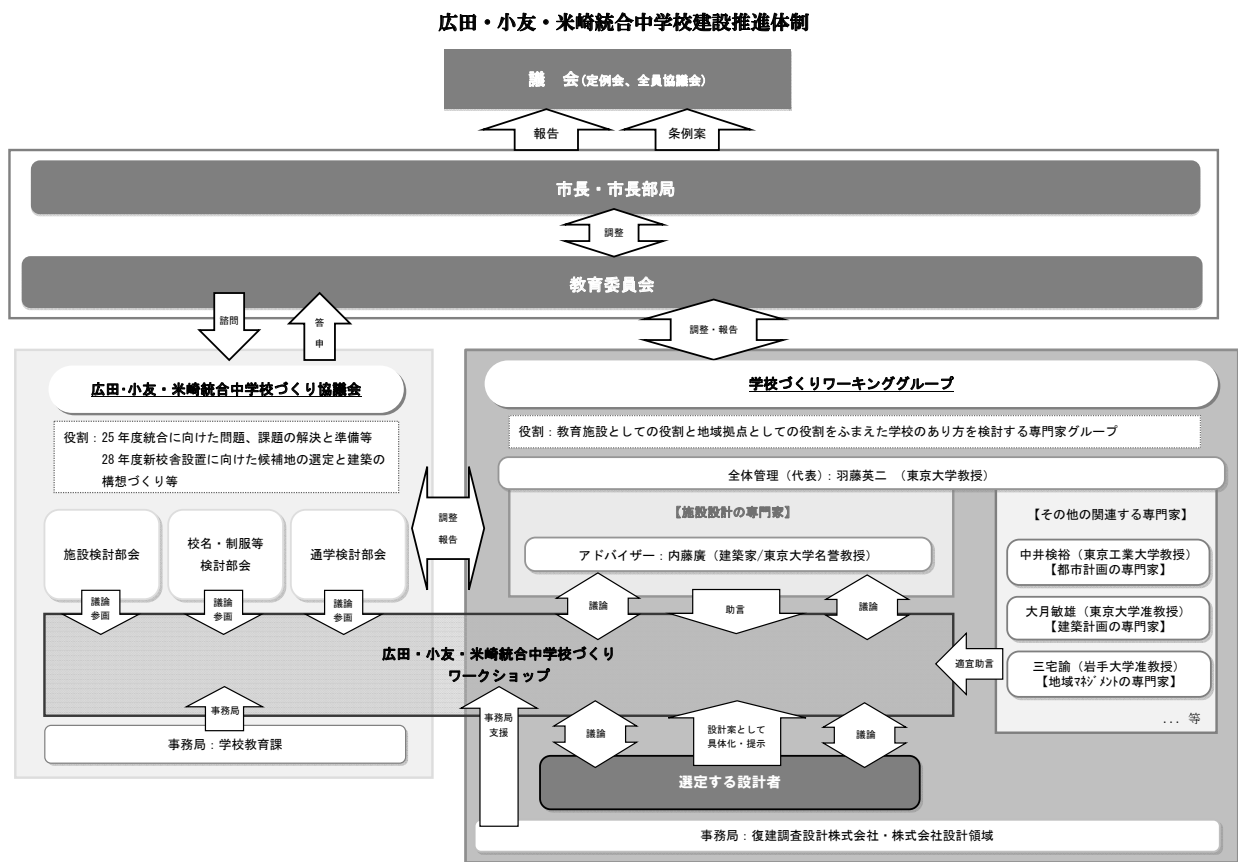 広田・小友・米崎統合中学校建設推進体制
議　会(定例会、全員協議会)
報告
条例案
市長・市長部局
調整
教育委員会
諮問
答
申
調整・報告
広田・小友・米崎統合中学校づくり協議会
役割：25 年度統合に向けた問題、課題の解決と準備等
28 年度新校舎設置に向けた候補地の選定と建築の
構想づくり等
施設検討部会
校名・制服等
検討部会
通学検討部会
議論
参画
議論
参画
議論
参画
調整
報告
学校づくりワーキンググループ
役割：教育施設としての役割と地域拠点としての役割をふまえた学校のあり方を検討する専門家グループ
全体管理（代表）：羽藤英二　（東京大学教授）
【施設設計の専門家】
アドバイザー：内藤廣（建築家/東京大学名誉教授）
議論
助言
議論
【その他の関連する専門家】
中井検裕（東京工業大学教授）
【都市計画の専門家】
大月敏雄（東京大学准教授）
【建築計画の専門家】
三宅諭（岩手大学准教授）
【地域ﾏﾈｼﾞﾒﾝﾄの専門家】
... 等
適宜助言
広田・小友・米崎統合中学校づくり
ワークショップ
事務局
事務局：学校教育課
事務局
支援
議論
設計案として
具体化・提示
議論
選定する設計者
事務局：復建調査設計株式会社・株式会社設計領域